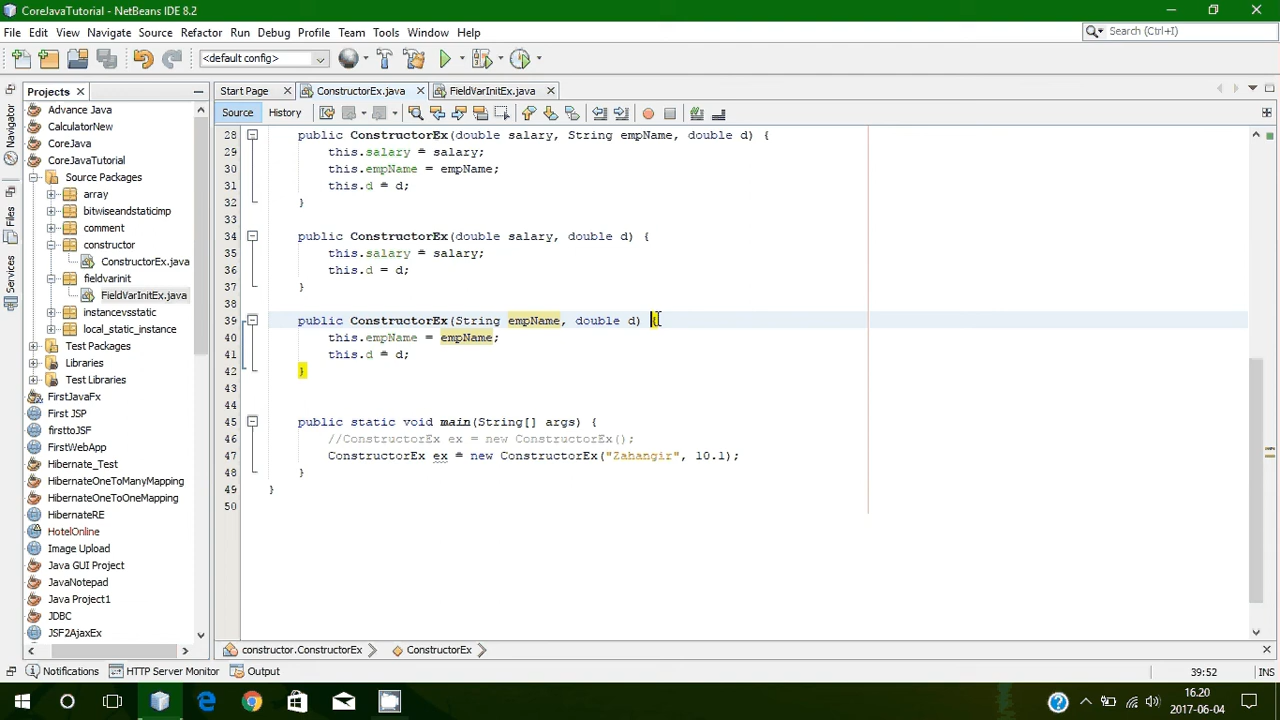 CoreJavaTutorial - NetBeans IDE 8.2
File Edit View Navigate Source Refactor Run Debug Profile Team Tools Window Help
Search (Ctrl+I)
<default config>
Projects
Start Page
ConstructorEx.java
FieldVarInitEx.java
Source
History
Navigator
Files
Services
Advance Java
CalculatorNew
CoreJava
CoreJavaTutorial
Source Packages
array
bitwiseandstaticimp
comment
constructor
ConstructorEx.java
fieldvarinit
FieldVarInitEx.java
instancevsstatic
local_static_instance
Test Packages
Libraries
Test Libraries
FirstJavaFx
First JSP
firsttoJSF
FirstWebApp
Hibernate_Test
HibernateOneToManyMapping
HibernateOneToOneMapping
HibernateRE
HotelOnline
Image Upload
Java GUI Project
JavaNotepad
Java Project1
JDBC
JSF2AjaxEx
28 public ConstructorEx(double salary, String empName, double d) {
29 this.salary = salary;
30 this.empName = empName;
31 this.d = d;
32 }
33
34 public ConstructorEx(double salary, double d) {
35 this.salary = salary;
36 this.d = d;
37 }
38
39 public ConstructorEx(String empName, double d) {
40 this.empName = empName;
41 this.d = d;
42 }
43
44
45 public static void main(String[] args) {
46 //ConstructorEx ex = new ConstructorEx();
47 ConstructorEx ex = new ConstructorEx("Zahangir", 10.1);
48 }
49 }
50
constructor.ConstructorEx
ConstructorEx
Notifications
HTTP Server Monitor
Output
39:52
INS
16.20
2017-06-04